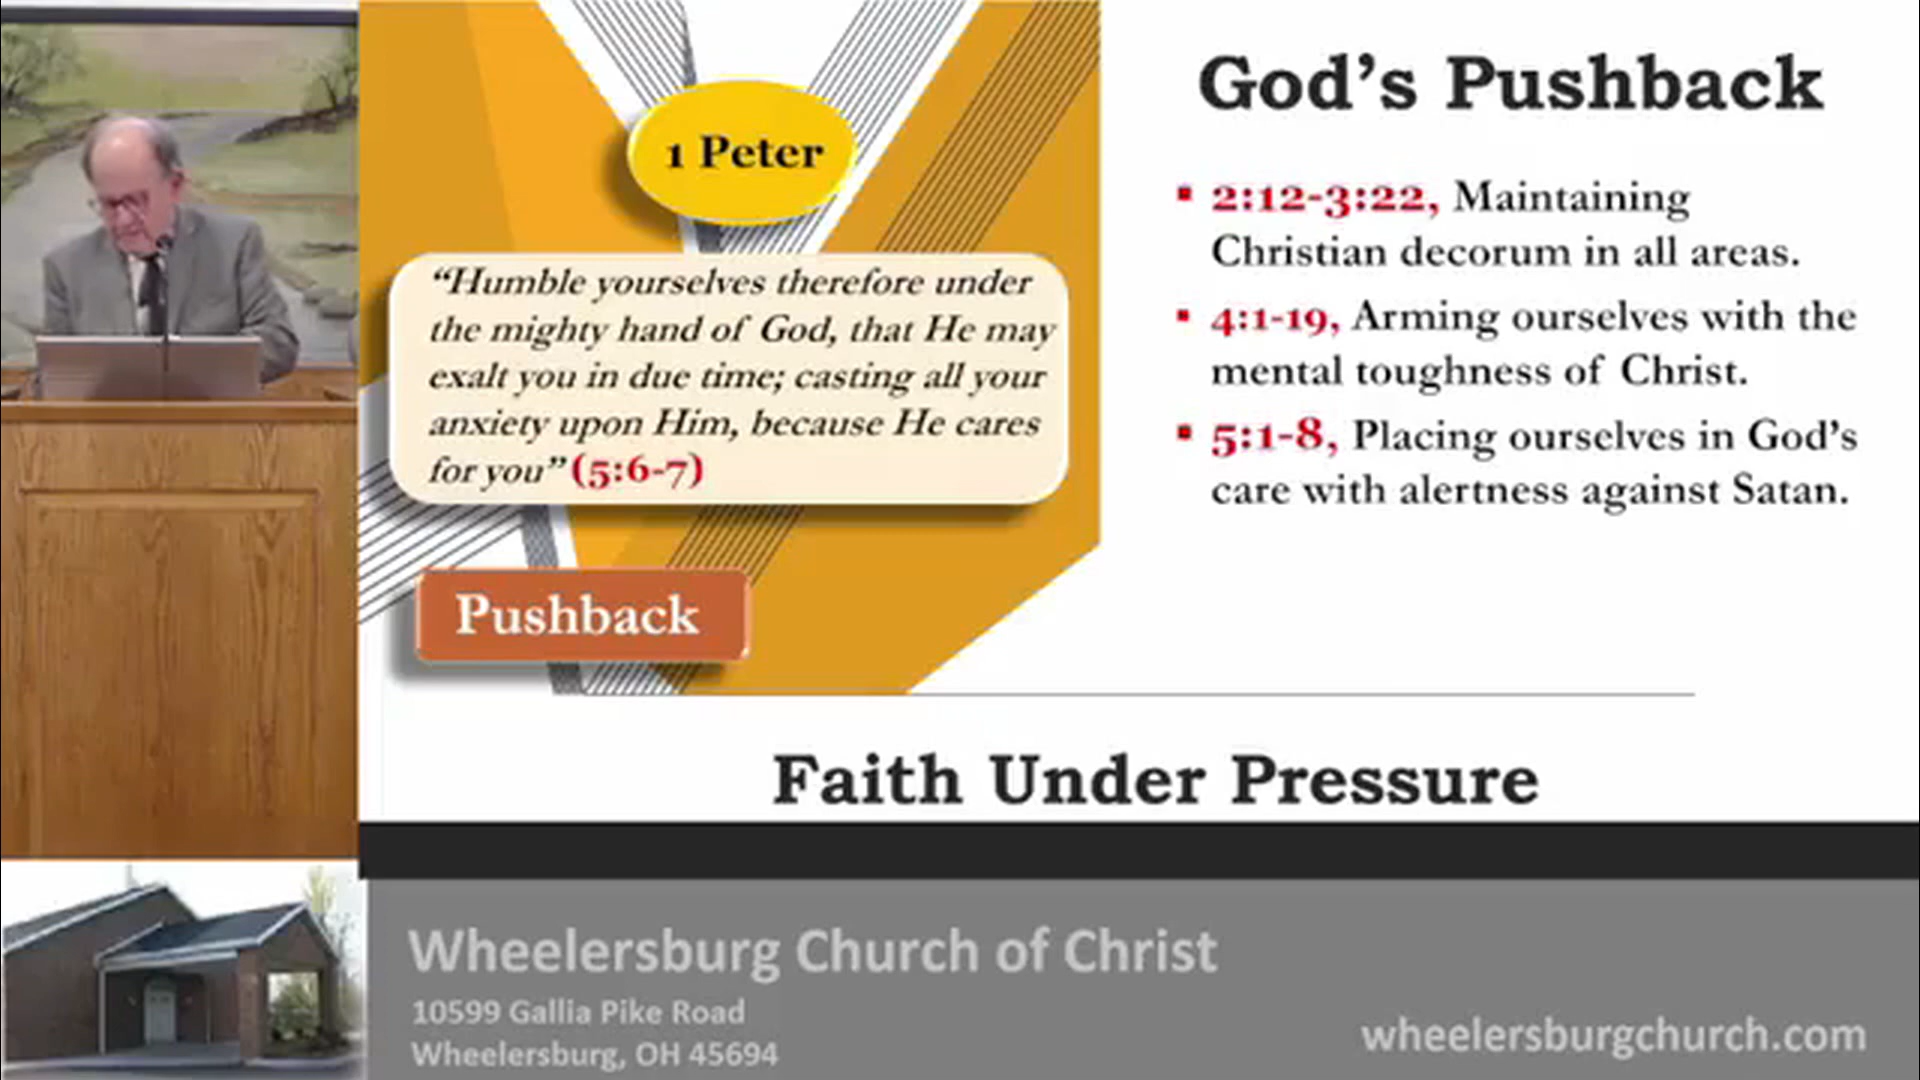 1 Peter
“Humble yourselves therefore under
the mighty hand of God, that He may
exalt you in due time; casting all your
anxiety upon Him, because He cares
for you” (5:6-7)
Pushback
God’s Pushback
▪ 2:12-3:22, Maintaining
Christian decorum in all areas.
▪ 4:1-19, Arming ourselves with the
mental toughness of Christ.
▪ 5:1-8, Placing ourselves in God’s
care with alertness against Satan.
Faith Under Pressure
Wheelersburg Church of Christ
10599 Gallia Pike Road
Wheelersburg, OH 45694
wheelersburgchurch.com